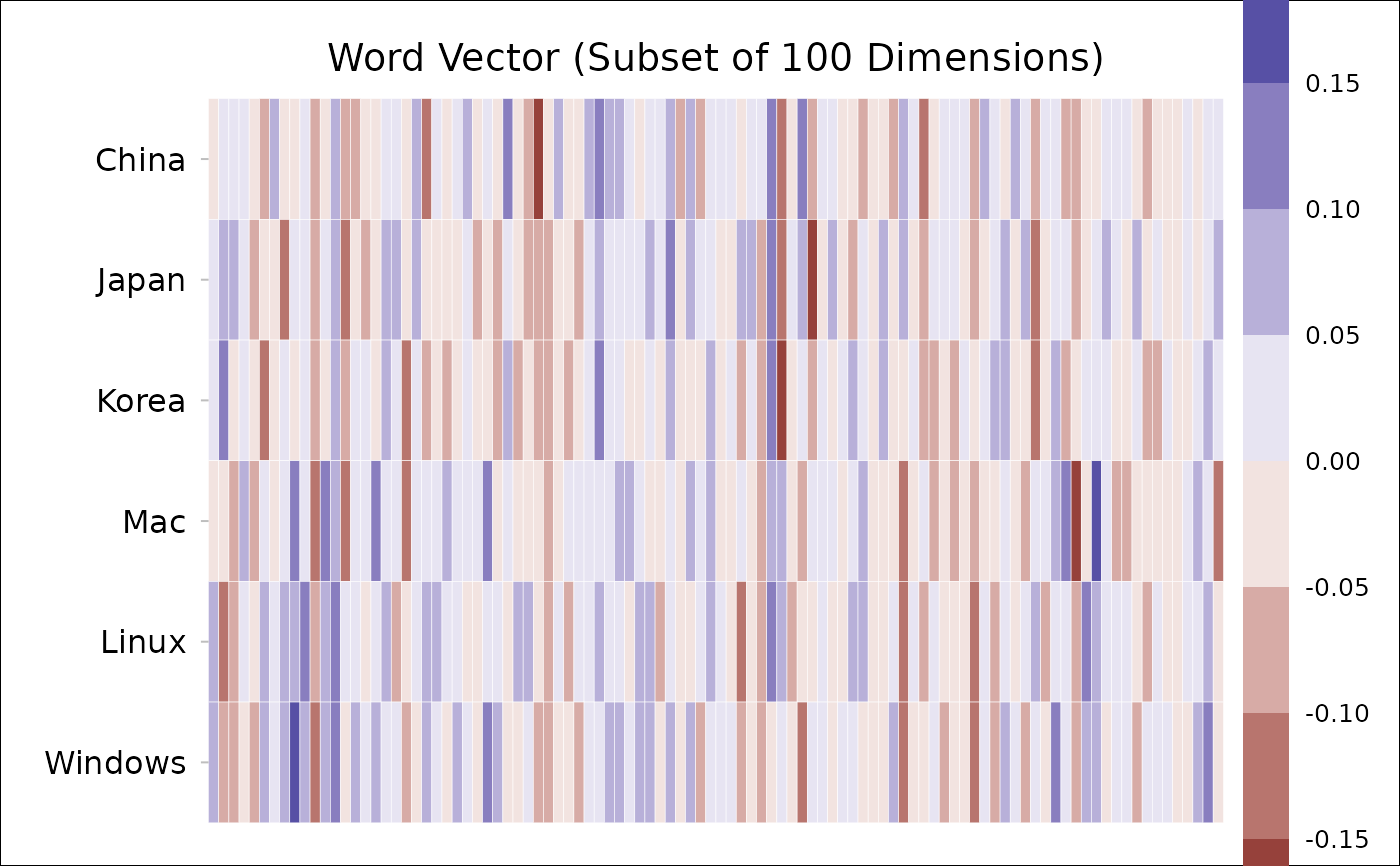 Word Vector (Subset of 100 Dimensions)
China
Japan
Korea
Mac
Linux
Windows
0.15
0.10
0.05
0.00
-0.05
-0.10
-0.15